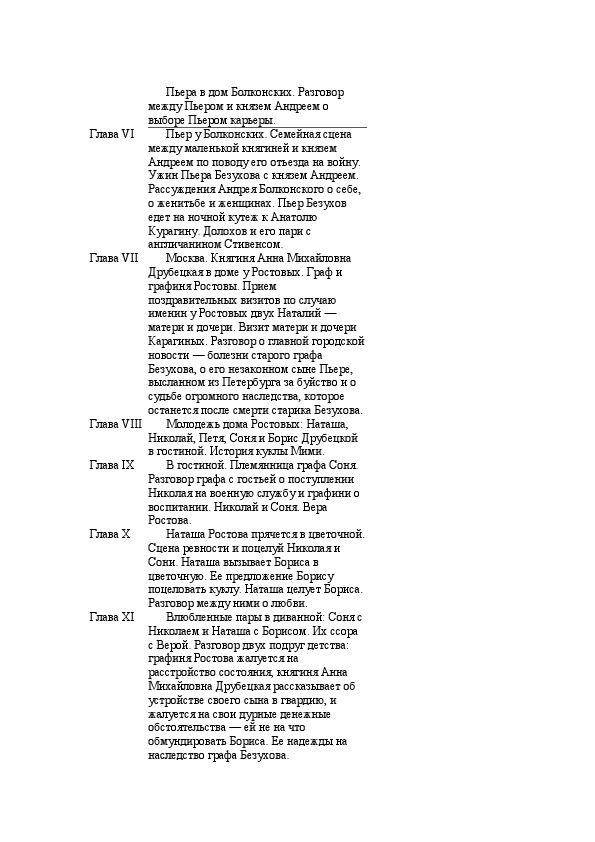 Пьера в дом Болконских. Разговор
между Пьером и князем Андреем о
выборе Пьером карьеры.
Глава VI Пьер у Болконских. Семейная сцена
между маленькой княгиней и князем
Андреем по поводу его отъезда на войну.
Ужин Пьера Безухова с князем Андреем.
Рассуждения Андрея Болконского о себе,
о женитьбе и женщинах. Пьер Безухов
едет на ночной кутеж к Анатолю
Курагину. Долохов и его пари с
англичанином Стивенсом.
Глава VII Москва. Княгиня Анна Михайловна
Друбецкая в доме у Ростовых. Граф и
графиня Ростовы. Прием
поздравительных визитов по случаю
именин у Ростовых двух Наталий —
матери и дочери. Визит матери и дочери
Карагиных. Разговор о главной городской
новости — болезни старого графа
Безухова, о его незаконном сыне Пьере,
высланном из Петербурга за буйство и о
судьбе огромного наследства, которое
останется после смерти старика Безухова.
Глава VIII Молодежь дома Ростовых: Наташа,
Николай, Петя, Соня и Борис Друбецкой
в гостиной. История куклы Мими.
Глава IX В гостиной. Племянница графа Соня.
Разговор графа с гостьей о поступлении
Николая на военную службу и графини о
воспитании. Николай и Соня. Вера
Ростова.
Глава X Наташа Ростова прячется в цветочной.
Сцена ревности и поцелуй Николая и
Сони. Наташа вызывает Бориса в
цветочную. Ее предложение Борису
поцеловать куклу. Наташа целует Бориса.
Разговор между ними о любви.
Глава XI Влюбленные пары в диванной: Соня с
Николаем и Наташа с Борисом. Их ссора
с Верой. Разговор двух подруг детства:
графиня Ростова жалуется на
расстройство состояния, княгиня Анна
Михайловна Друбецкая рассказывает об
устройстве своего сына в гвардию, и
жалуется на свои дурные денежные
обстоятельства — ей не на что
обмундировать Бориса. Ее надежды на
наследство графа Безухова.